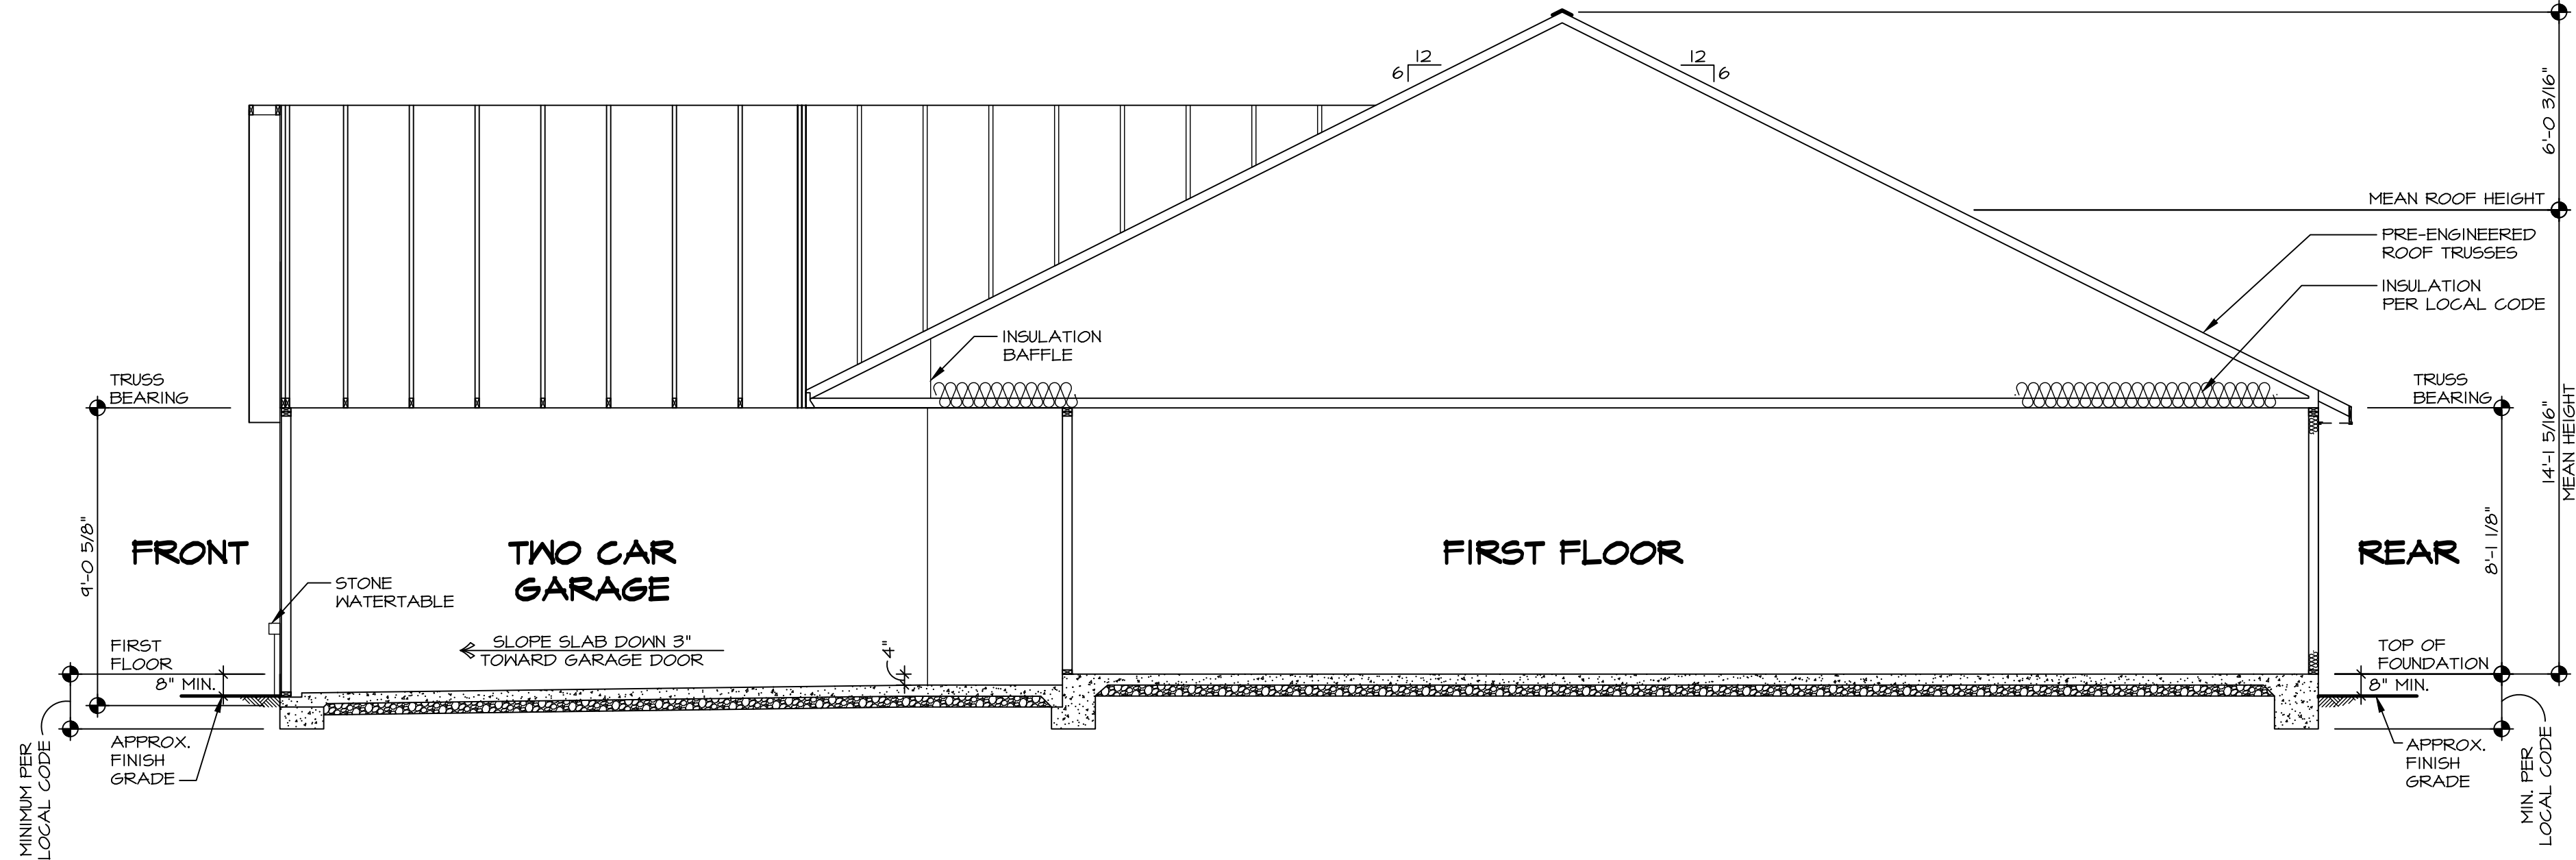 12
6
12
6
6'-0 3/16"
MEAN ROOF HEIGHT
PRE-ENGINEERED
ROOF TRUSSES
INSULATION
PER LOCAL CODE
INSULATION
BAFFLE
TRUSS
BEARING
TRUSS
BEARING
14'-1 5/16"
MEAN HEIGHT
9'-0 5/8"
FRONT
TWO CAR
GARAGE
FIRST FLOOR
REAR
8'-1 1/8"
STONE
WATERTABLE
SLOPE SLAB DOWN 3"
TOWARD GARAGE DOOR
4"
FIRST
FLOOR
8" MIN.
TOP OF
FOUNDATION
8" MIN.
APPROX.
FINISH
GRADE
APPROX.
FINISH
GRADE
MINIMUM PER
LOCAL CODE
MIN. PER
LOCAL CODE